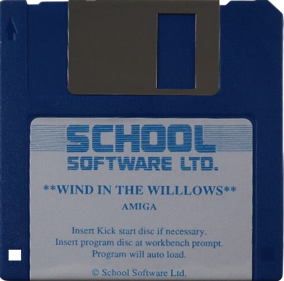 SCHOOL
SOFTWARE LTD.
**WIND IN THE WILLLOWS**
AMIGA
Insert Kick start disc if necessary.
Insert program disc at workbench prompt.
Program will auto load.
© School Software Ltd.